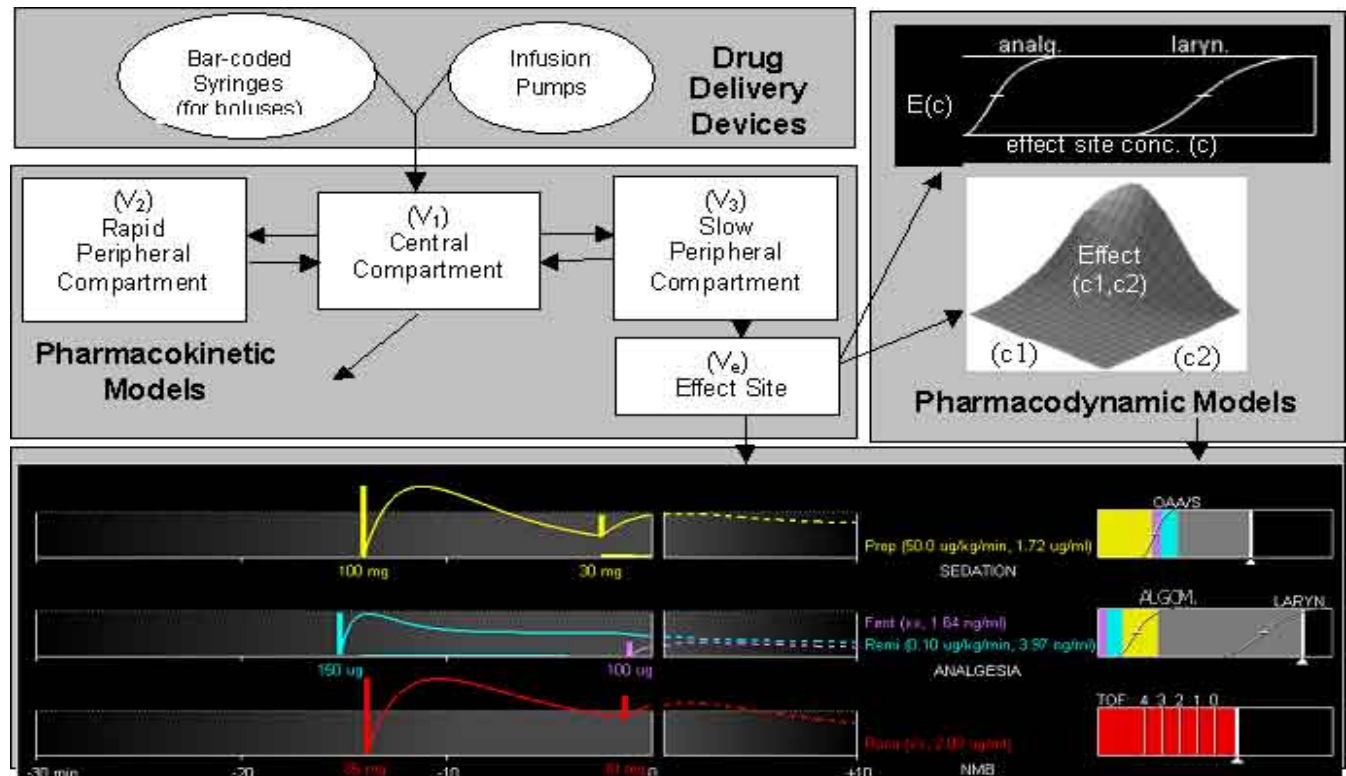 Bar-coded
Syringes
(for boluses)
Infusion
Pumps
Drug
Delivery
Devices
(V₂)
Rapid
Peripheral
Compartment
(V₁)
Central
Compartment
(V₃)
Slow
Peripheral
Compartment
Pharmacokinetic
Models
(Vₑ)
Effect Site
analg. laryn.
E(c)
effect site conc. (c)
Effect
(c1,c2)
(c1) (c2)
Pharmacodynamic Models
100 mg 30 mg
Prop (50.0 ug/kg/min, 1.72 ug/ml)
SEDATION
OAA/S
150 ug 100 ug
Fent (xx, 1.64 ng/ml)
Remi (0.10 ug/kg/min, 3.97 ng/ml)
ANALGESIA
LARYN.
TOF: 4 3 2 1 0
-30 min -20 -10 0 +10
NMB